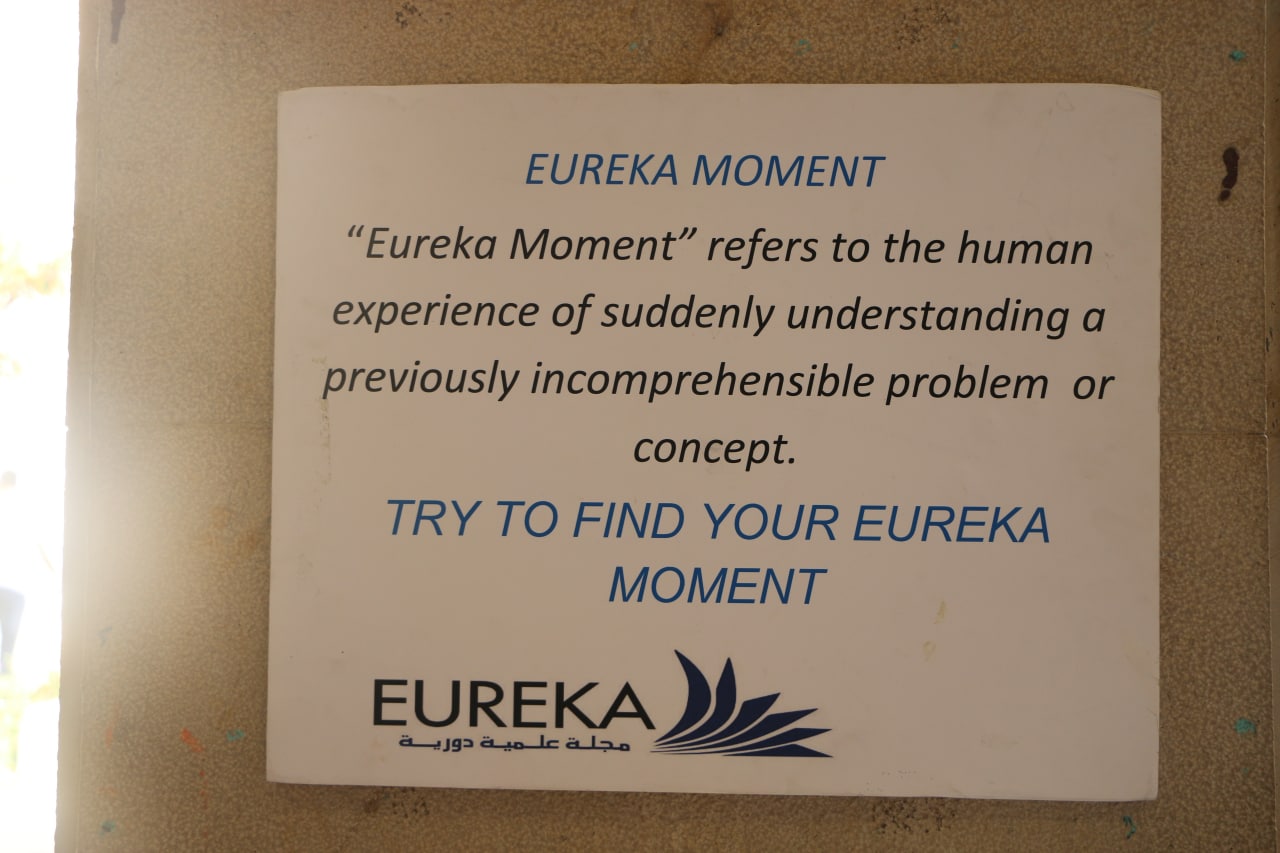 EUREKA MOMENT
“Eureka Moment” refers to the human
experience of suddenly understanding a
previously incomprehensible problem  or
concept.
TRY TO FIND YOUR EUREKA
MOMENT
EUREKA
مجلة علمية دورية